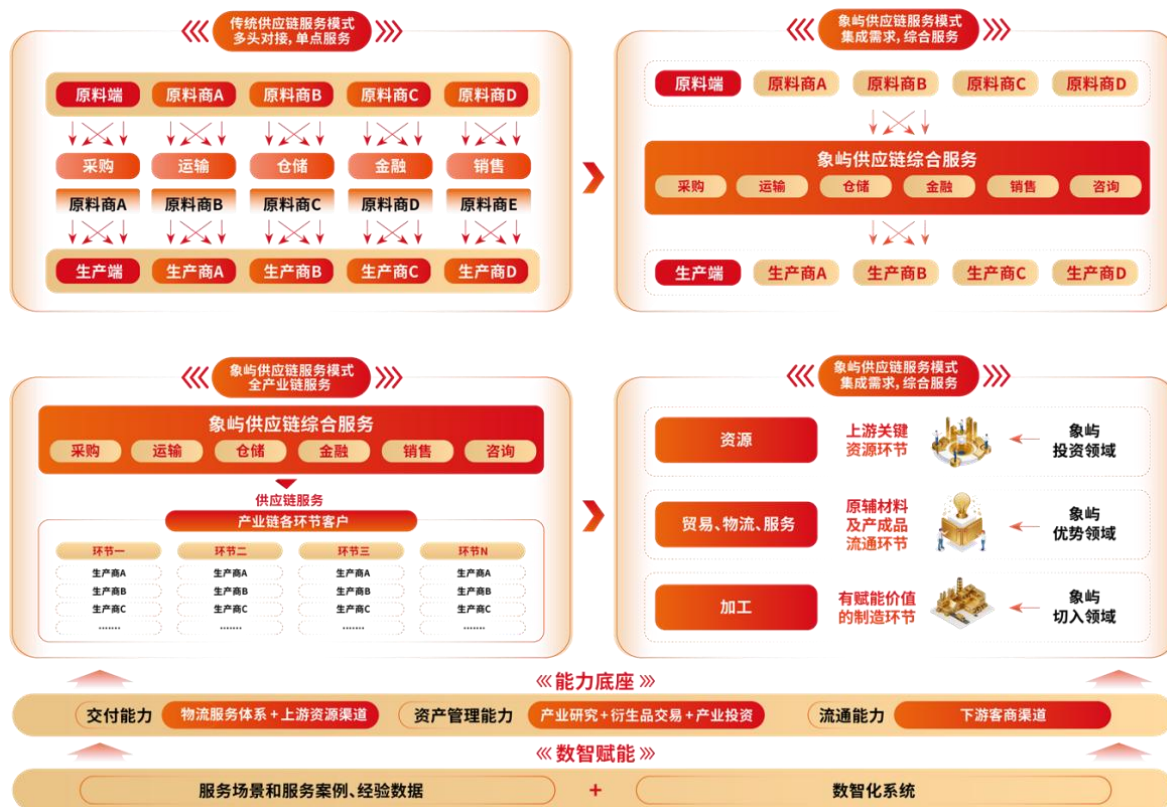 传统供应链服务模式
多头对接,单点服务
原料端 原料商A 原料商B 原料商C 原料商D
采购 运输 仓储 金融 销售
原料商A 原料商B 原料商C 原料商D 原料商E
生产端 生产商A 生产商B 生产商C 生产商D
象屿供应链服务模式
集成需求,综合服务
原料端 原料商A 原料商B 原料商C 原料商D
象屿供应链综合服务
采购 运输 仓储 金融 销售 咨询
生产端 生产商A 生产商B 生产商C 生产商D
象屿供应链服务模式
全产业链服务
象屿供应链综合服务
采购 运输 仓储 金融 销售 咨询
供应链服务
产业链各环节客户
环节一 环节二 环节三 环节N
生产商A 生产商A 生产商A 生产商A
生产商B 生产商B 生产商B 生产商B
生产商C 生产商C 生产商C 生产商C
....... ....... ....... .......
象屿供应链服务模式
集成需求,综合服务
资源
上游关键
资源环节
象屿
投资领域
贸易、物流、服务
原辅材料
及产成品
流通环节
象屿
优势领域
加工
有赋能价值
的制造环节
象屿
切入领域
能力底座
交付能力 物流服务体系+上游资源渠道 资产管理能力 产业研究+衍生品交易+产业投资 流通能力 下游客商渠道
数智赋能
服务场景和服务案例、经验数据 + 数智化系统